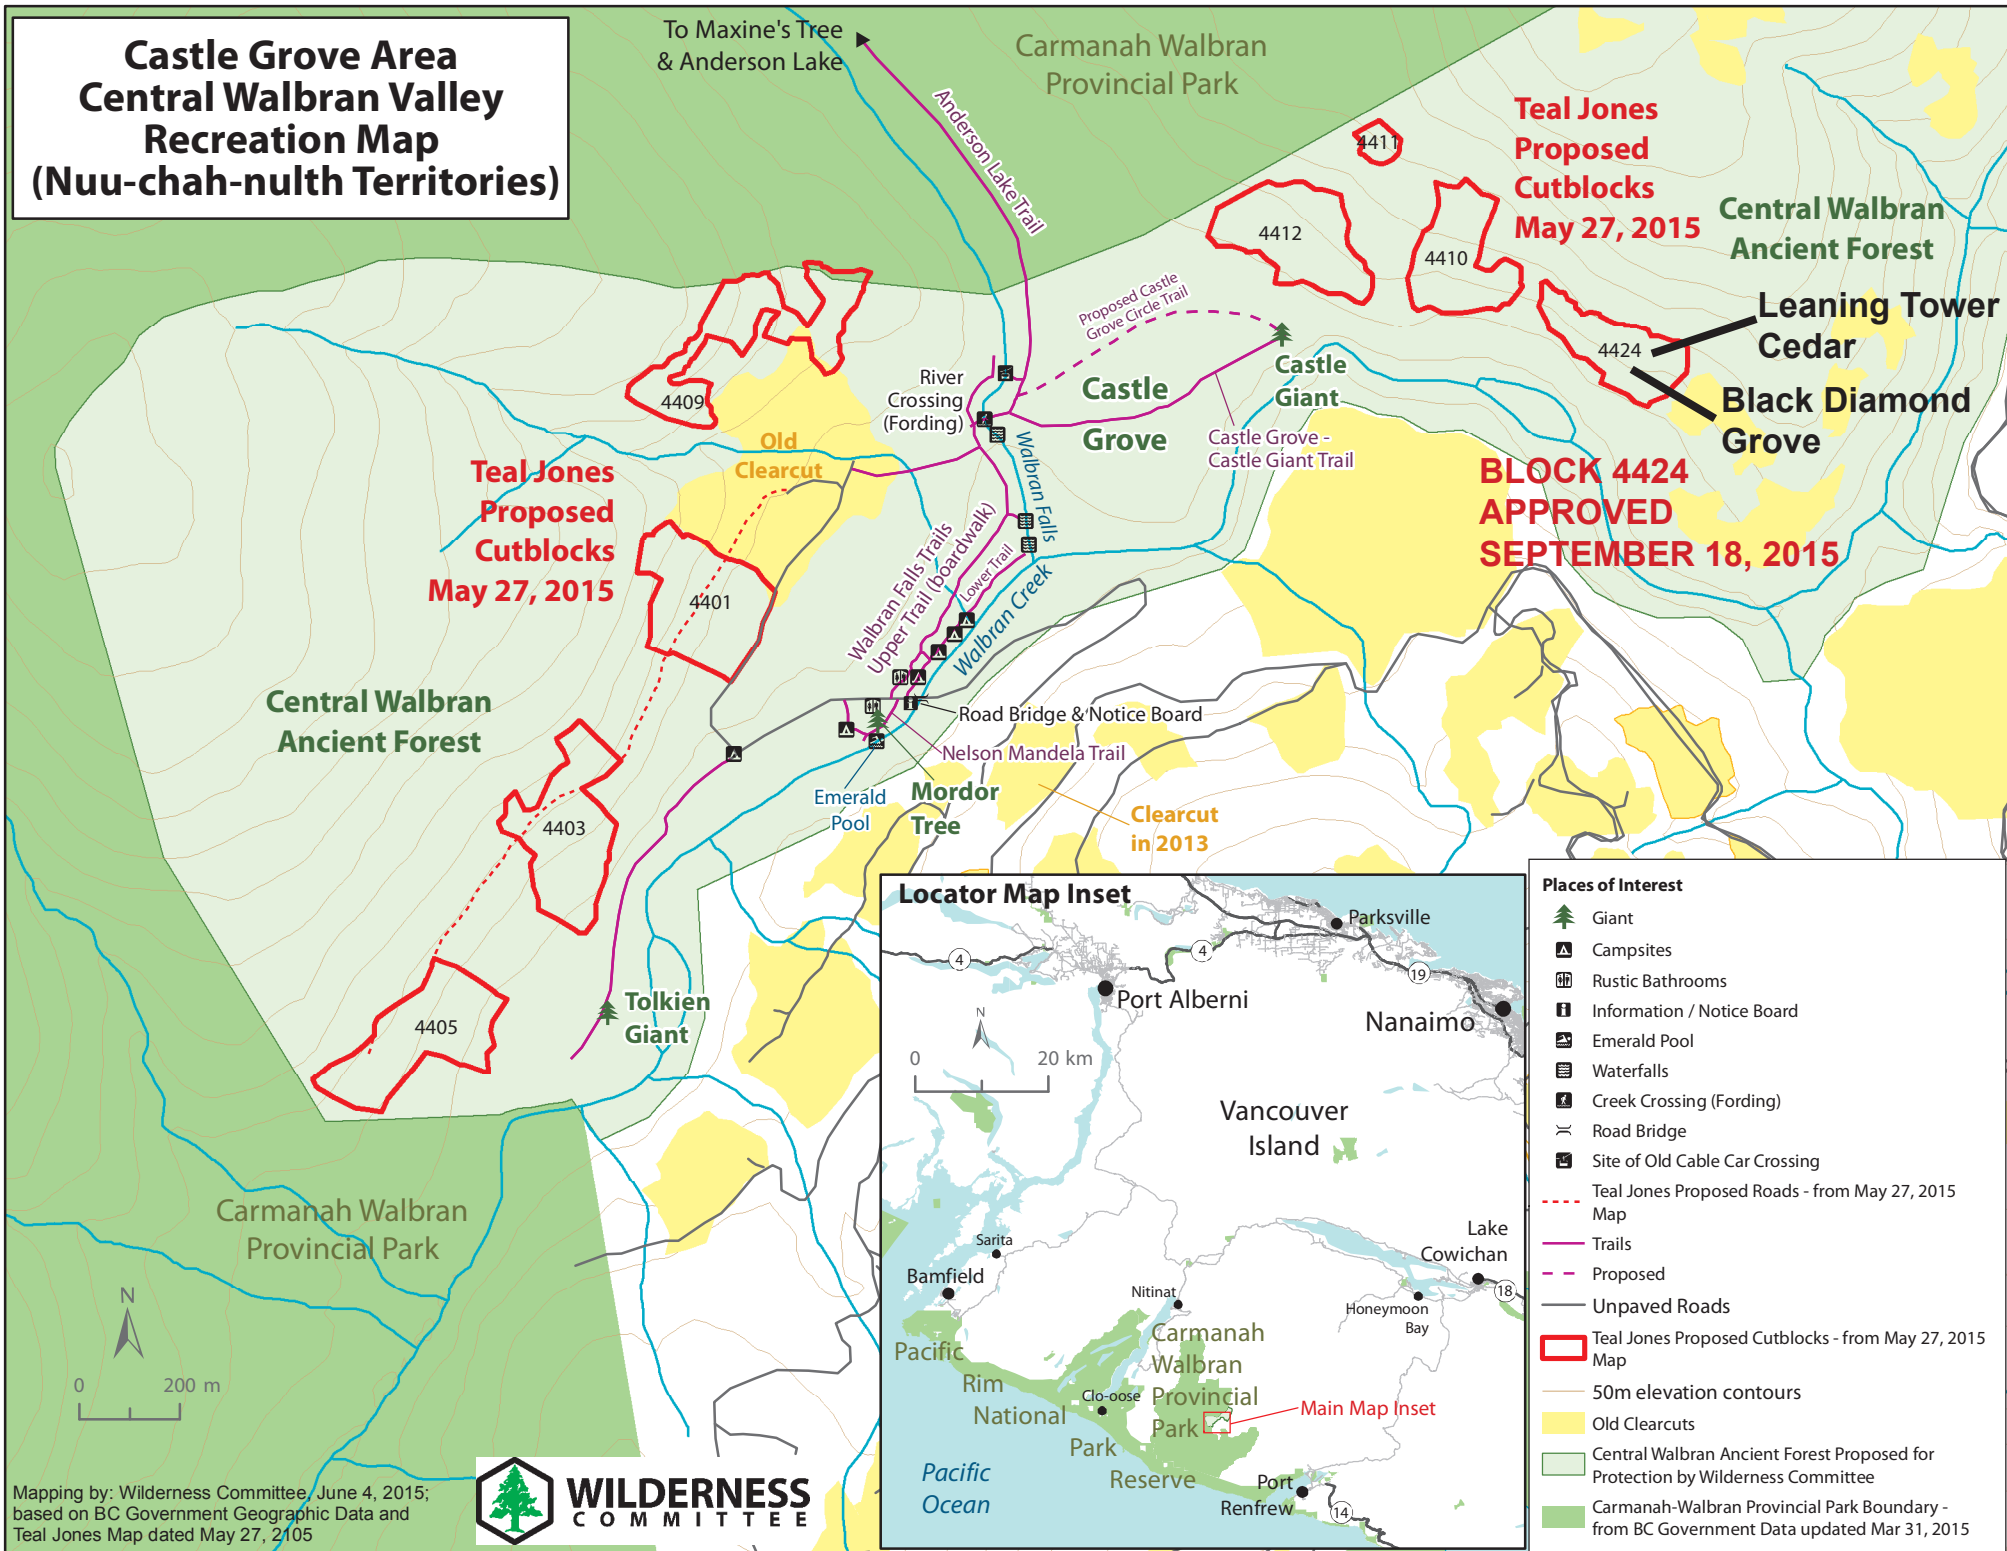 Castle Grove Area
Central Walbran Valley
Recreation Map
(Nuu-chah-nulth Territories)
To Maxine's Tree
& Anderson Lake
Carmanah Walbran
Provincial Park
Anderson Lake Trail
Teal Jones
Proposed
Cutblocks
May 27, 2015
4411
4412
4410
4424
Central Walbran
Ancient Forest
Leaning Tower
Cedar
Black Diamond
Grove
BLOCK 4424
APPROVED
SEPTEMBER 18, 2015
Proposed Castle
Grove Circle Trail
Castle
Giant
Castle
Grove
Castle Grove -
Castle Giant Trail
River
Crossing
(Fording)
4409
Old
Clearcut
Teal Jones
Proposed
Cutblocks
May 27, 2015
4401
Walbran Falls
Walbran Falls Trails
Upper Trail (boardwalk)
Lower Trail
Walbran Creek
Central Walbran
Ancient Forest
Road Bridge & Notice Board
Nelson Mandela Trail
Emerald
Pool
Mordor
Tree
Clearcut
in 2013
4403
4405
Tolkien
Giant
Carmanah Walbran
Provincial Park
N
0 200 m
Mapping by: Wilderness Committee, June 4, 2015;
based on BC Government Geographic Data and
Teal Jones Map dated May 27, 2105
WILDERNESS
COMMITTEE
Locator Map Inset
Parksville
4
4
19
Port Alberni
Nanaimo
N
0 20 km
Vancouver
Island
Sarita
Bamfield
Lake
Cowichan
18
Nitinat
Honeymoon
Bay
Carmanah
Walbran
Provincial
Park
Pacific
Rim
National
Park
Reserve
Clo-oose
Main Map Inset
Pacific
Ocean
Port
Renfrew
14
Places of Interest
Giant
Campsites
Rustic Bathrooms
Information / Notice Board
Emerald Pool
Waterfalls
Creek Crossing (Fording)
Road Bridge
Site of Old Cable Car Crossing
Teal Jones Proposed Roads - from May 27, 2015
Map
Trails
Proposed
Unpaved Roads
Teal Jones Proposed Cutblocks - from May 27, 2015
Map
50m elevation contours
Old Clearcuts
Central Walbran Ancient Forest Proposed for
Protection by Wilderness Committee
Carmanah-Walbran Provincial Park Boundary -
from BC Government Data updated Mar 31, 2015